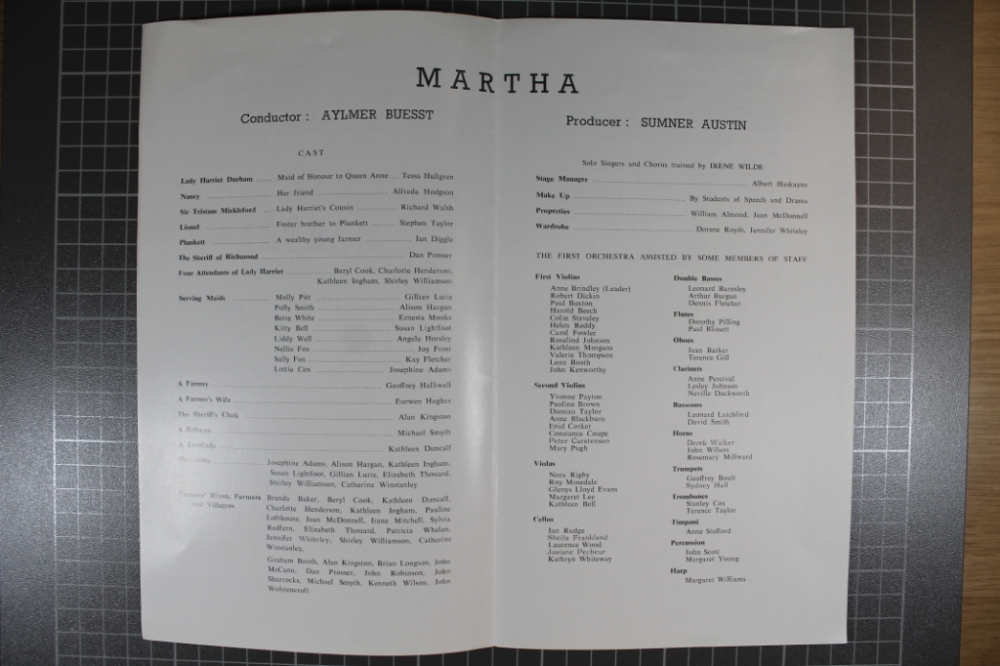 MARTHA
Conductor : AYLMER BUESST
CAST
Lady Harriet Durham ..... Maid of Honour to Queen Anne ... Tessa Hultgren
Nancy ..... Her friend ..... Alfreda Hodgson
Sir Tristam Mickleford ... Lady Harriet's Cousin ..... Richard Walsh
Lionel ..... Foster brother to Plunkett ..... Stephen Taylor
Plunkett ..... A wealthy young farmer ..... Ian Diggle
The Sheriff of Richmond ..... Dan Prosser
Four Attendants of Lady Harriet ..... Beryl Cook, Charlotte Henderson,
Kathleen Ingham, Shirley Williamson
Serving Maids ..... Molly Pitt ..... Gillian Lurie
Polly Smith ..... Alison Hargan
Betsy White ..... Ernesta Monks
Kitty Bell ..... Susan Lightfoot
Liddy Well ..... Angela Horsley
Nellie Fox ..... Joy Frost
Sally Fox ..... Kay Fletcher
Lottie Cox ..... Josephine Adams
A Farmer ..... Geoffrey Halliwell
A Farmer's Wife ..... Eurwen Hughes
The Sheriff's Clerk ..... Alan Kingston
..... Michael Smyth
A Landlady ..... Kathleen Duncalf
..... Josephine Adams, Alison Hargan, Kathleen Ingham,
Susan Lightfoot, Gillian Lurie, Elizabeth Thouard,
Shirley Williamson, Catherine Winstanley
Farmers' Wives, Farmers Brenda Baker, Beryl Cook, Kathleen Duncalf,
and Villagers Charlotte Henderson, Kathleen Ingham, Pauline
Lofthouse, Jean McDonnell, Irene Mitchell, Sylvia
Redfern, Elizabeth Thouard, Patricia Whelan,
Jennifer Whiteley, Shirley Williamson, Catherine
Winstanley,
Graham Booth, Alan Kingston, Brian Longson, John
McCann, Dan Prosser, John Robinson, John
Sharrocks, Michael Smyth, Kenneth Wilson, John
Wolstencroft
Producer : SUMNER AUSTIN
Solo Singers and Chorus trained by IRENE WILDE
Stage Manager ..... Albert Haskayne
Make Up ..... By Students of Speech and Drama
Properties ..... William Almond, Jean McDonnell
Wardrobe ..... Dorene Royds, Jennifer Whiteley
THE FIRST ORCHESTRA ASSISTED BY SOME MEMBERS OF STAFF
First Violins
Anne Brindley (Leader)
Robert Dickin
Paul Buxton
Harold Beech
Colin Staveley
Helen Reddy
Carol Fowler
Rosalind Johnson
Kathleen Morgans
Valerie Thompson
Lena Booth
John Kenworthy
Second Violins
Yvonne Payton
Pauline Brown
Duncan Taylor
Anne Blackburn
Enid Corker
Constance Coupe
Peter Carstensen
Mary Pugh
Violas
Nora Rigby
Roy Mosedale
Glenys Lloyd Evans
Margaret Lee
Kathleen Bell
Cellos
Ian Rudge
Sheila Frankland
Laurence Wood
Josiane Pecheur
Kathryn Whiteway
Double Basses
Leonard Barnsley
Arthur Burgan
Dennis Fletcher
Flutes
Dorothy Pilling
Paul Blissett
Oboes
Jean Barker
Terence Gill
Clarinets
Anne Percival
Lesley Johnson
Neville Duckworth
Bassoons
Leonard Latchford
David Smith
Horns
Derek Walker
John Wilson
Rosemary Millward
Trumpets
Geoffrey Boult
Sydney Hall
Trombones
Stanley Cox
Terence Taylor
Timpani
Anne Stafford
Percussion
John Scott
Margaret Young
Harp
Margaret Williams